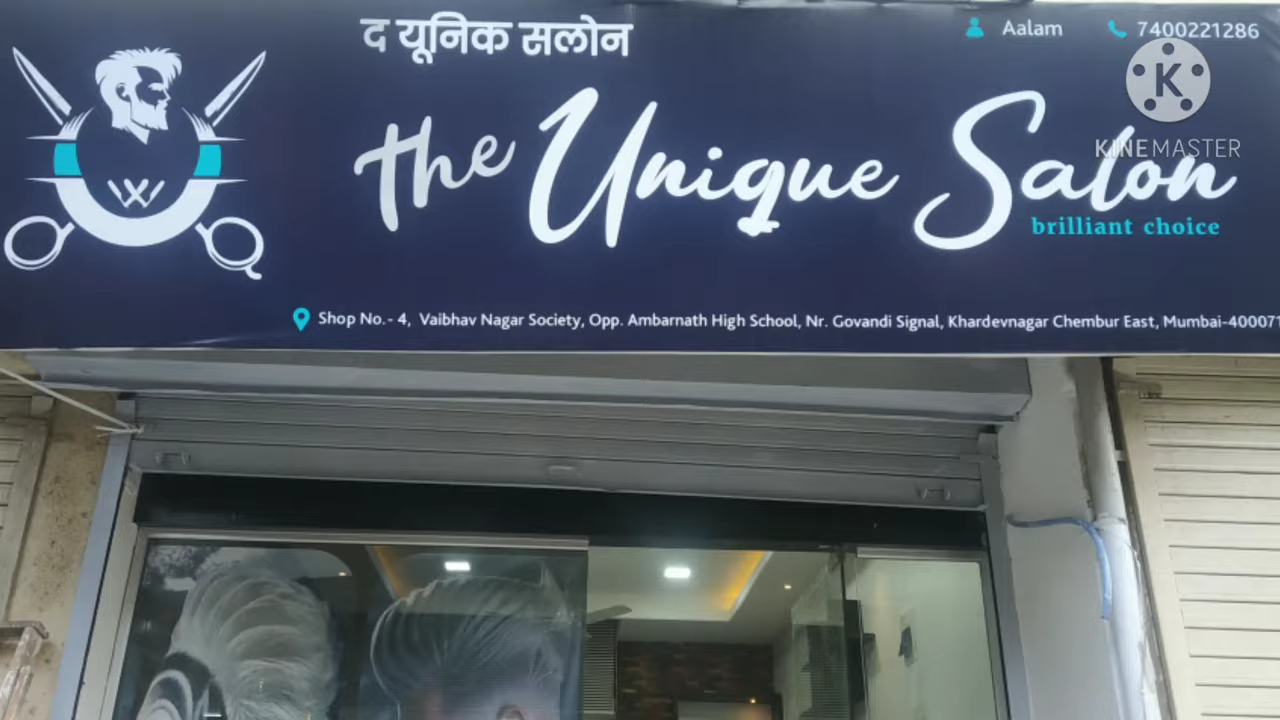 द यूनिक सलोन
Aalam 7400221286
K
KINEMASTER
the Unique Salon
brilliant choice
Shop No.- 4, Vaibhav Nagar Society, Opp. Ambarnath High School, Nr. Govandi Signal, Khardevnagar Chembur East, Mumbai-400071